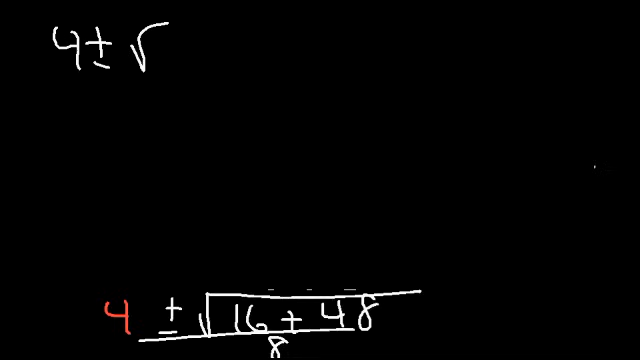 4 ± √
4 ± √16 + 48
8